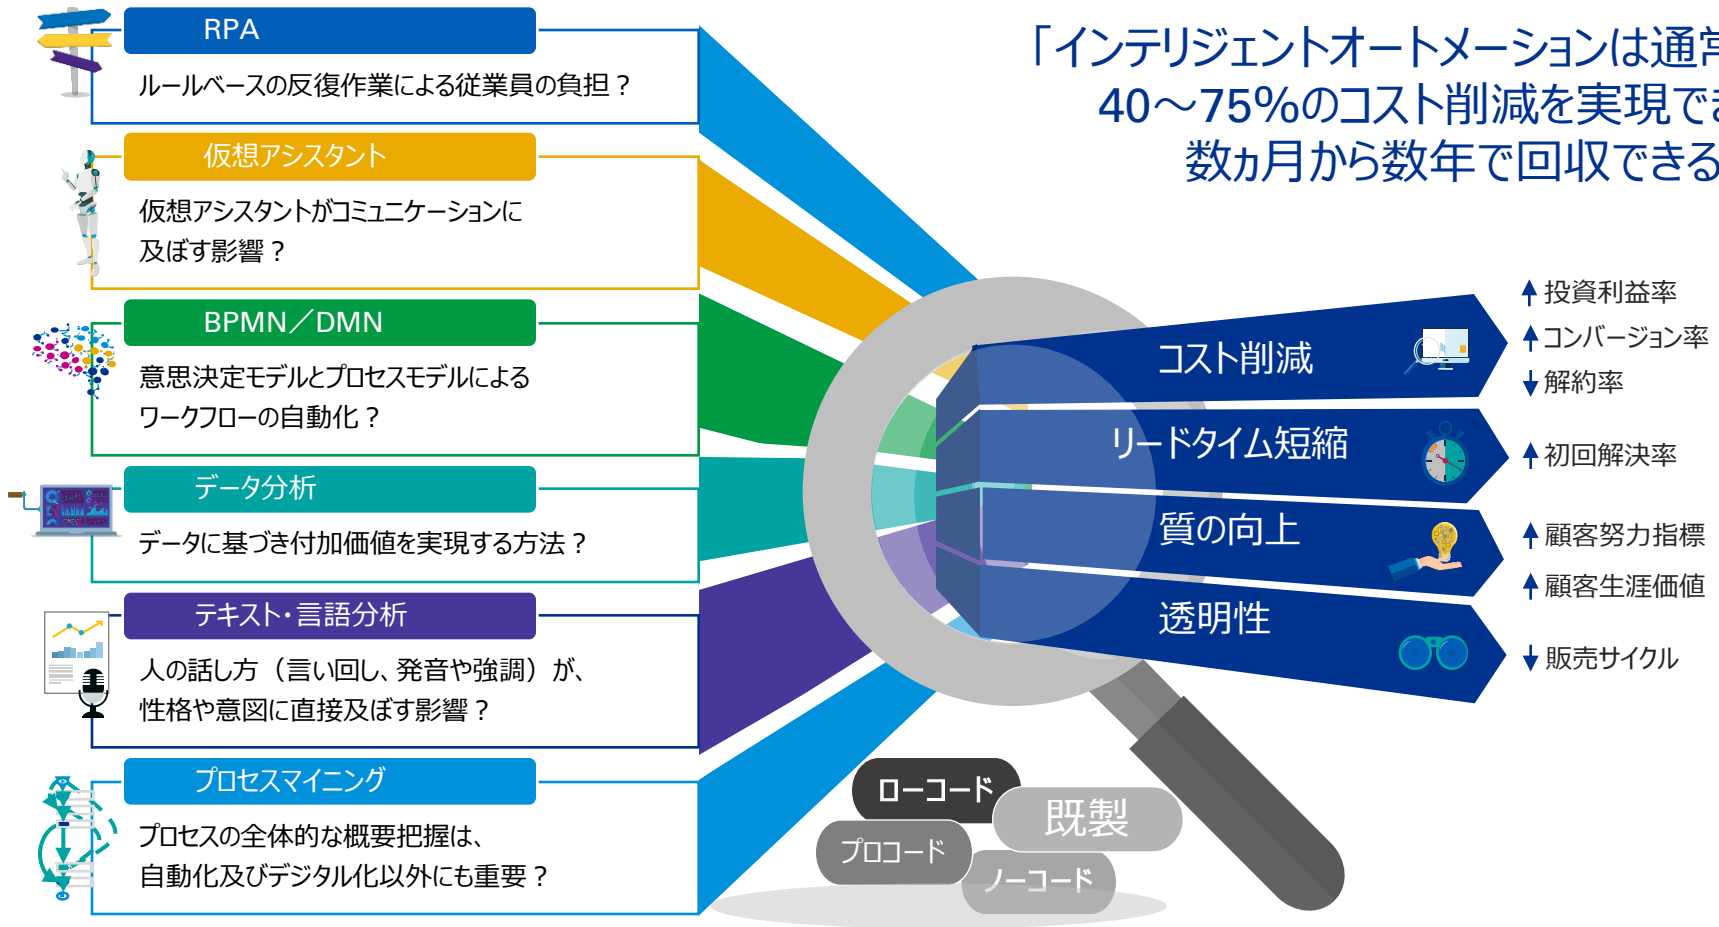 RPA
ルールベースの反復作業による従業員の負担？
仮想アシスタント
仮想アシスタントがコミュニケーションに
及ぼす影響？
BPMN／DMN
意思決定モデルとプロセスモデルによる
ワークフローの自動化？
データ分析
データに基づき付加価値を実現する方法？
テキスト・言語分析
人の話し方（言い回し、発音や強調）が、
性格や意図に直接及ぼす影響？
プロセスマイニング
プロセスの全体的な概要把握は、
自動化及びデジタル化以外にも重要？
「インテリジェントオートメーションは通常
40～75%のコスト削減を実現でき
数ヵ月から数年で回収できる
コスト削減
リードタイム短縮
質の向上
透明性
投資利益率
コンバージョン率
解約率
初回解決率
顧客努力指標
顧客生涯価値
販売サイクル
ローコード
既製
プロコード
ノーコード